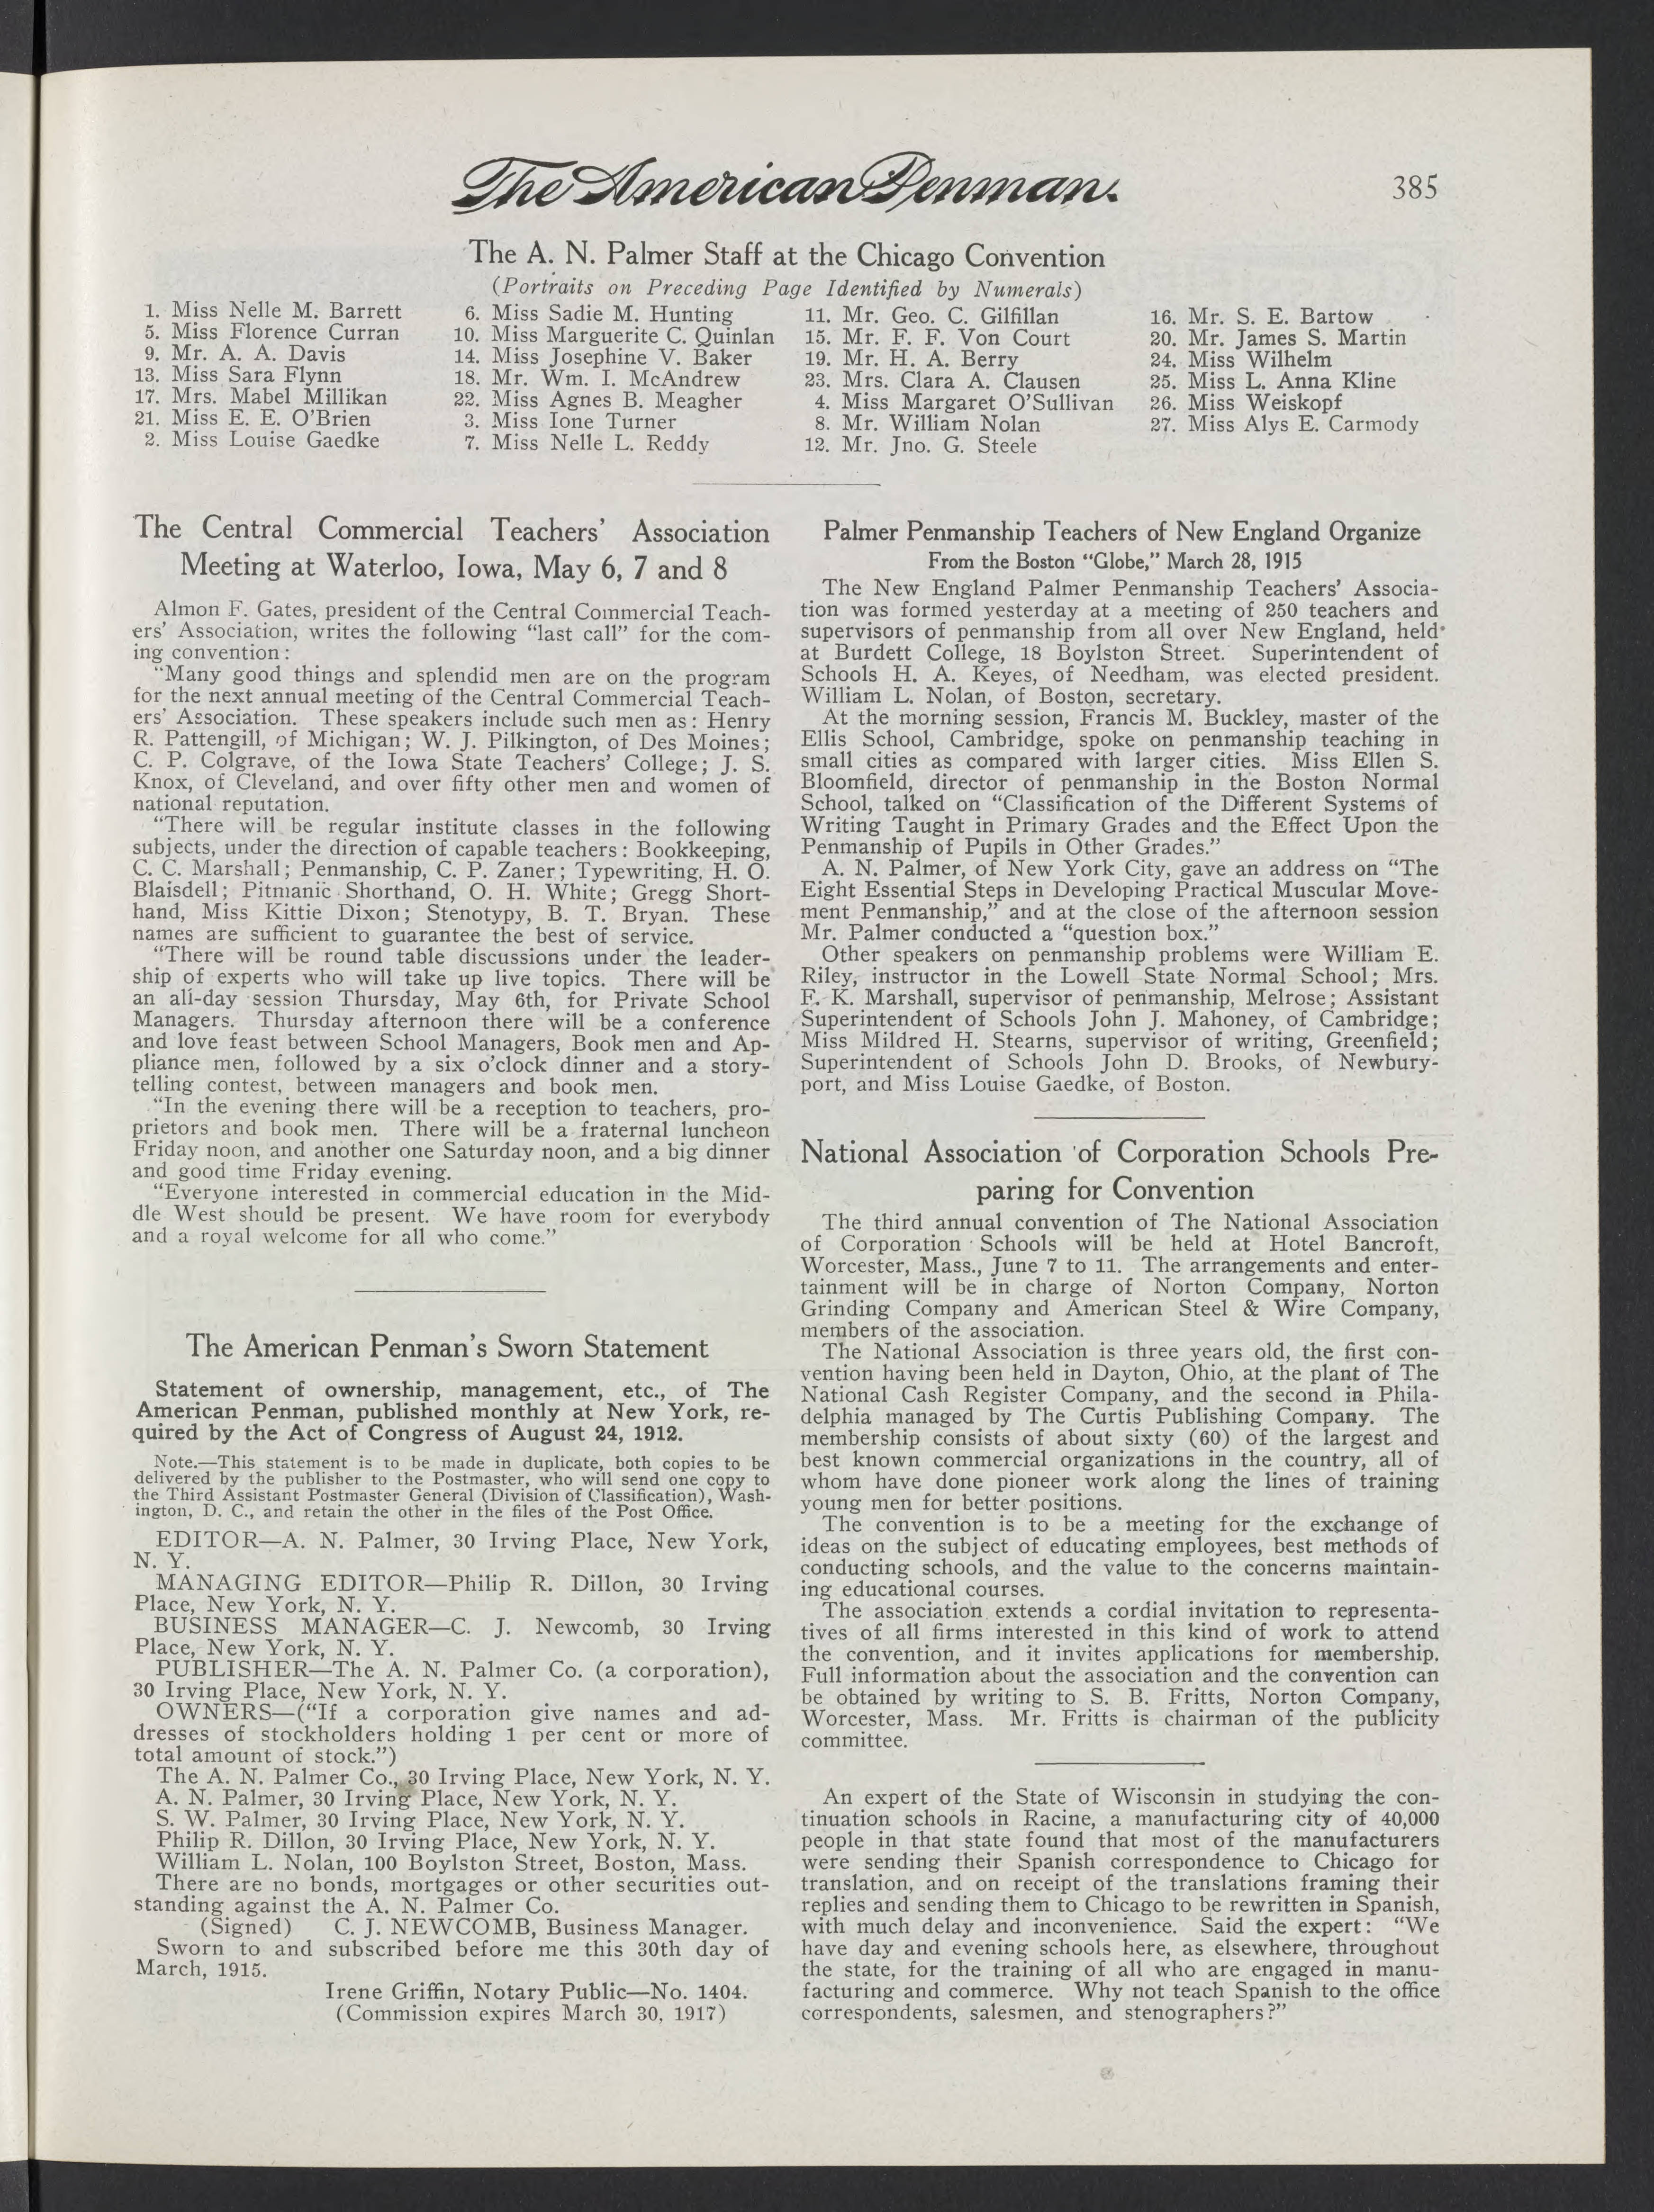 The American Penman.
385
The A. N. Palmer Staff at the Chicago Convention
(Portraits on Preceding Page Identified by Numerals)
1. Miss Nelle M. Barrett
5. Miss Florence Curran
9. Mr. A. A. Davis
13. Miss Sara Flynn
17. Mrs. Mabel Millikan
21. Miss E. E. O'Brien
2. Miss Louise Gaedke
6. Miss Sadie M. Hunting
10. Miss Marguerite C. Quinlan
14. Miss Josephine V. Baker
18. Mr. Wm. I. McAndrew
22. Miss Agnes B. Meagher
3. Miss Ione Turner
7. Miss Nelle L. Reddy
11. Mr. Geo. C. Gilfillan
15. Mr. F. F. Von Court
19. Mr. H. A. Berry
23. Mrs. Clara A. Clausen
4. Miss Margaret O'Sullivan
8. Mr. William Nolan
12. Mr. Jno. G. Steele
16. Mr. S. E. Bartow
20. Mr. James S. Martin
24. Miss Wilhelm
25. Miss L. Anna Kline
26. Miss Weiskopf
27. Miss Alys E. Carmody
The Central Commercial Teachers' Association
Meeting at Waterloo, Iowa, May 6, 7 and 8
Almon F. Gates, president of the Central Commercial Teach-
ers' Association, writes the following "last call" for the com-
ing convention:
"Many good things and splendid men are on the program
for the next annual meeting of the Central Commercial Teach-
ers' Association. These speakers include such men as: Henry
R. Pattengill, of Michigan; W. J. Pilkington, of Des Moines;
C. P. Colgrave, of the Iowa State Teachers' College; J. S.
Knox, of Cleveland, and over fifty other men and women of
national reputation.
"There will be regular institute classes in the following
subjects, under the direction of capable teachers: Bookkeeping,
C. C. Marshall; Penmanship, C. P. Zaner; Typewriting, H. O.
Blaisdell; Pitmanic Shorthand, O. H. White; Gregg Short-
hand, Miss Kittie Dixon; Stenotypy, B. T. Bryan. These
names are sufficient to guarantee the best of service.
"There will be round table discussions under the leader-
ship of experts who will take up live topics. There will be
an all-day session Thursday, May 6th, for Private School
Managers. Thursday afternoon there will be a conference
and love feast between School Managers, Book men and Ap-
pliance men, followed by a six o'clock dinner and a story-
telling contest, between managers and book men.
"In the evening there will be a reception to teachers, pro-
prietors and book men. There will be a fraternal luncheon
Friday noon, and another one Saturday noon, and a big dinner
and good time Friday evening.
"Everyone interested in commercial education in the Mid-
dle West should be present. We have room for everybody
and a royal welcome for all who come."
The American Penman's Sworn Statement
Statement of ownership, management, etc., of The
American Penman, published monthly at New York, re-
quired by the Act of Congress of August 24, 1912.
Note.—This statement is to be made in duplicate, both copies to be
delivered by the publisher to the Postmaster, who will send one copy to
the Third Assistant Postmaster General (Division of Classification), Wash-
ington, D. C., and retain the other in the files of the Post Office.
EDITOR—A. N. Palmer, 30 Irving Place, New York,
N. Y.
MANAGING EDITOR—Philip R. Dillon, 30 Irving
Place, New York, N. Y.
BUSINESS MANAGER—C. J. Newcomb, 30 Irving
Place, New York, N. Y.
PUBLISHER—The A. N. Palmer Co. (a corporation),
30 Irving Place, New York, N. Y.
OWNERS—("If a corporation give names and ad-
dresses of stockholders holding 1 per cent or more of
total amount of stock.")
The A. N. Palmer Co., 30 Irving Place, New York, N. Y.
A. N. Palmer, 30 Irving Place, New York, N. Y.
S. W. Palmer, 30 Irving Place, New York, N. Y.
Philip R. Dillon, 30 Irving Place, New York, N. Y.
William L. Nolan, 100 Boylston Street, Boston, Mass.
There are no bonds, mortgages or other securities out-
standing against the A. N. Palmer Co.
(Signed) C. J. NEWCOMB, Business Manager.
Sworn to and subscribed before me this 30th day of
March, 1915.
Irene Griffin, Notary Public—No. 1404.
(Commission expires March 30, 1917)
Palmer Penmanship Teachers of New England Organize
From the Boston "Globe," March 28, 1915
The New England Palmer Penmanship Teachers' Associa-
tion was formed yesterday at a meeting of 250 teachers and
supervisors of penmanship from all over New England, held
at Burdett College, 18 Boylston Street. Superintendent of
Schools H. A. Keyes, of Needham, was elected president.
William L. Nolan, of Boston, secretary.
At the morning session, Francis M. Buckley, master of the
Ellis School, Cambridge, spoke on penmanship teaching in
small cities as compared with larger cities. Miss Ellen S.
Bloomfield, director of penmanship in the Boston Normal
School, talked on "Classification of the Different Systems of
Writing Taught in Primary Grades and the Effect Upon the
Penmanship of Pupils in Other Grades."
A. N. Palmer, of New York City, gave an address on "The
Eight Essential Steps in Developing Practical Muscular Move-
ment Penmanship," and at the close of the afternoon session
Mr. Palmer conducted a "question box."
Other speakers on penmanship problems were William E.
Riley, instructor in the Lowell State Normal School; Mrs.
F. K. Marshall, supervisor of penmanship, Melrose; Assistant
Superintendent of Schools John J. Mahoney, of Cambridge;
Miss Mildred H. Stearns, supervisor of writing, Greenfield;
Superintendent of Schools John D. Brooks, of Newbury-
port, and Miss Louise Gaedke, of Boston.
National Association of Corporation Schools Pre-
paring for Convention
The third annual convention of The National Association
of Corporation Schools will be held at Hotel Bancroft,
Worcester, Mass., June 7 to 11. The arrangements and enter-
tainment will be in charge of Norton Company, Norton
Grinding Company and American Steel & Wire Company,
members of the association.
The National Association is three years old, the first con-
vention having been held in Dayton, Ohio, at the plant of The
National Cash Register Company, and the second in Phila-
delphia managed by The Curtis Publishing Company. The
membership consists of about sixty (60) of the largest and
best known commercial organizations in the country, all of
whom have done pioneer work along the lines of training
young men for better positions.
The convention is to be a meeting for the exchange of
ideas on the subject of educating employees, best methods of
conducting schools, and the value to the concerns maintain-
ing educational courses.
The association extends a cordial invitation to representa-
tives of all firms interested in this kind of work to attend
the convention, and it invites applications for membership.
Full information about the association and the convention can
be obtained by writing to S. B. Fritts, Norton Company,
Worcester, Mass. Mr. Fritts is chairman of the publicity
committee.
An expert of the State of Wisconsin in studying the con-
tinuation schools in Racine, a manufacturing city of 40,000
people in that state found that most of the manufacturers
were sending their Spanish correspondence to Chicago for
translation, and on receipt of the translations framing their
replies and sending them to Chicago to be rewritten in Spanish,
with much delay and inconvenience. Said the expert: "We
have day and evening schools here, as elsewhere, throughout
the state, for the training of all who are engaged in manu-
facturing and commerce. Why not teach Spanish to the office
correspondents, salesmen, and stenographers?"